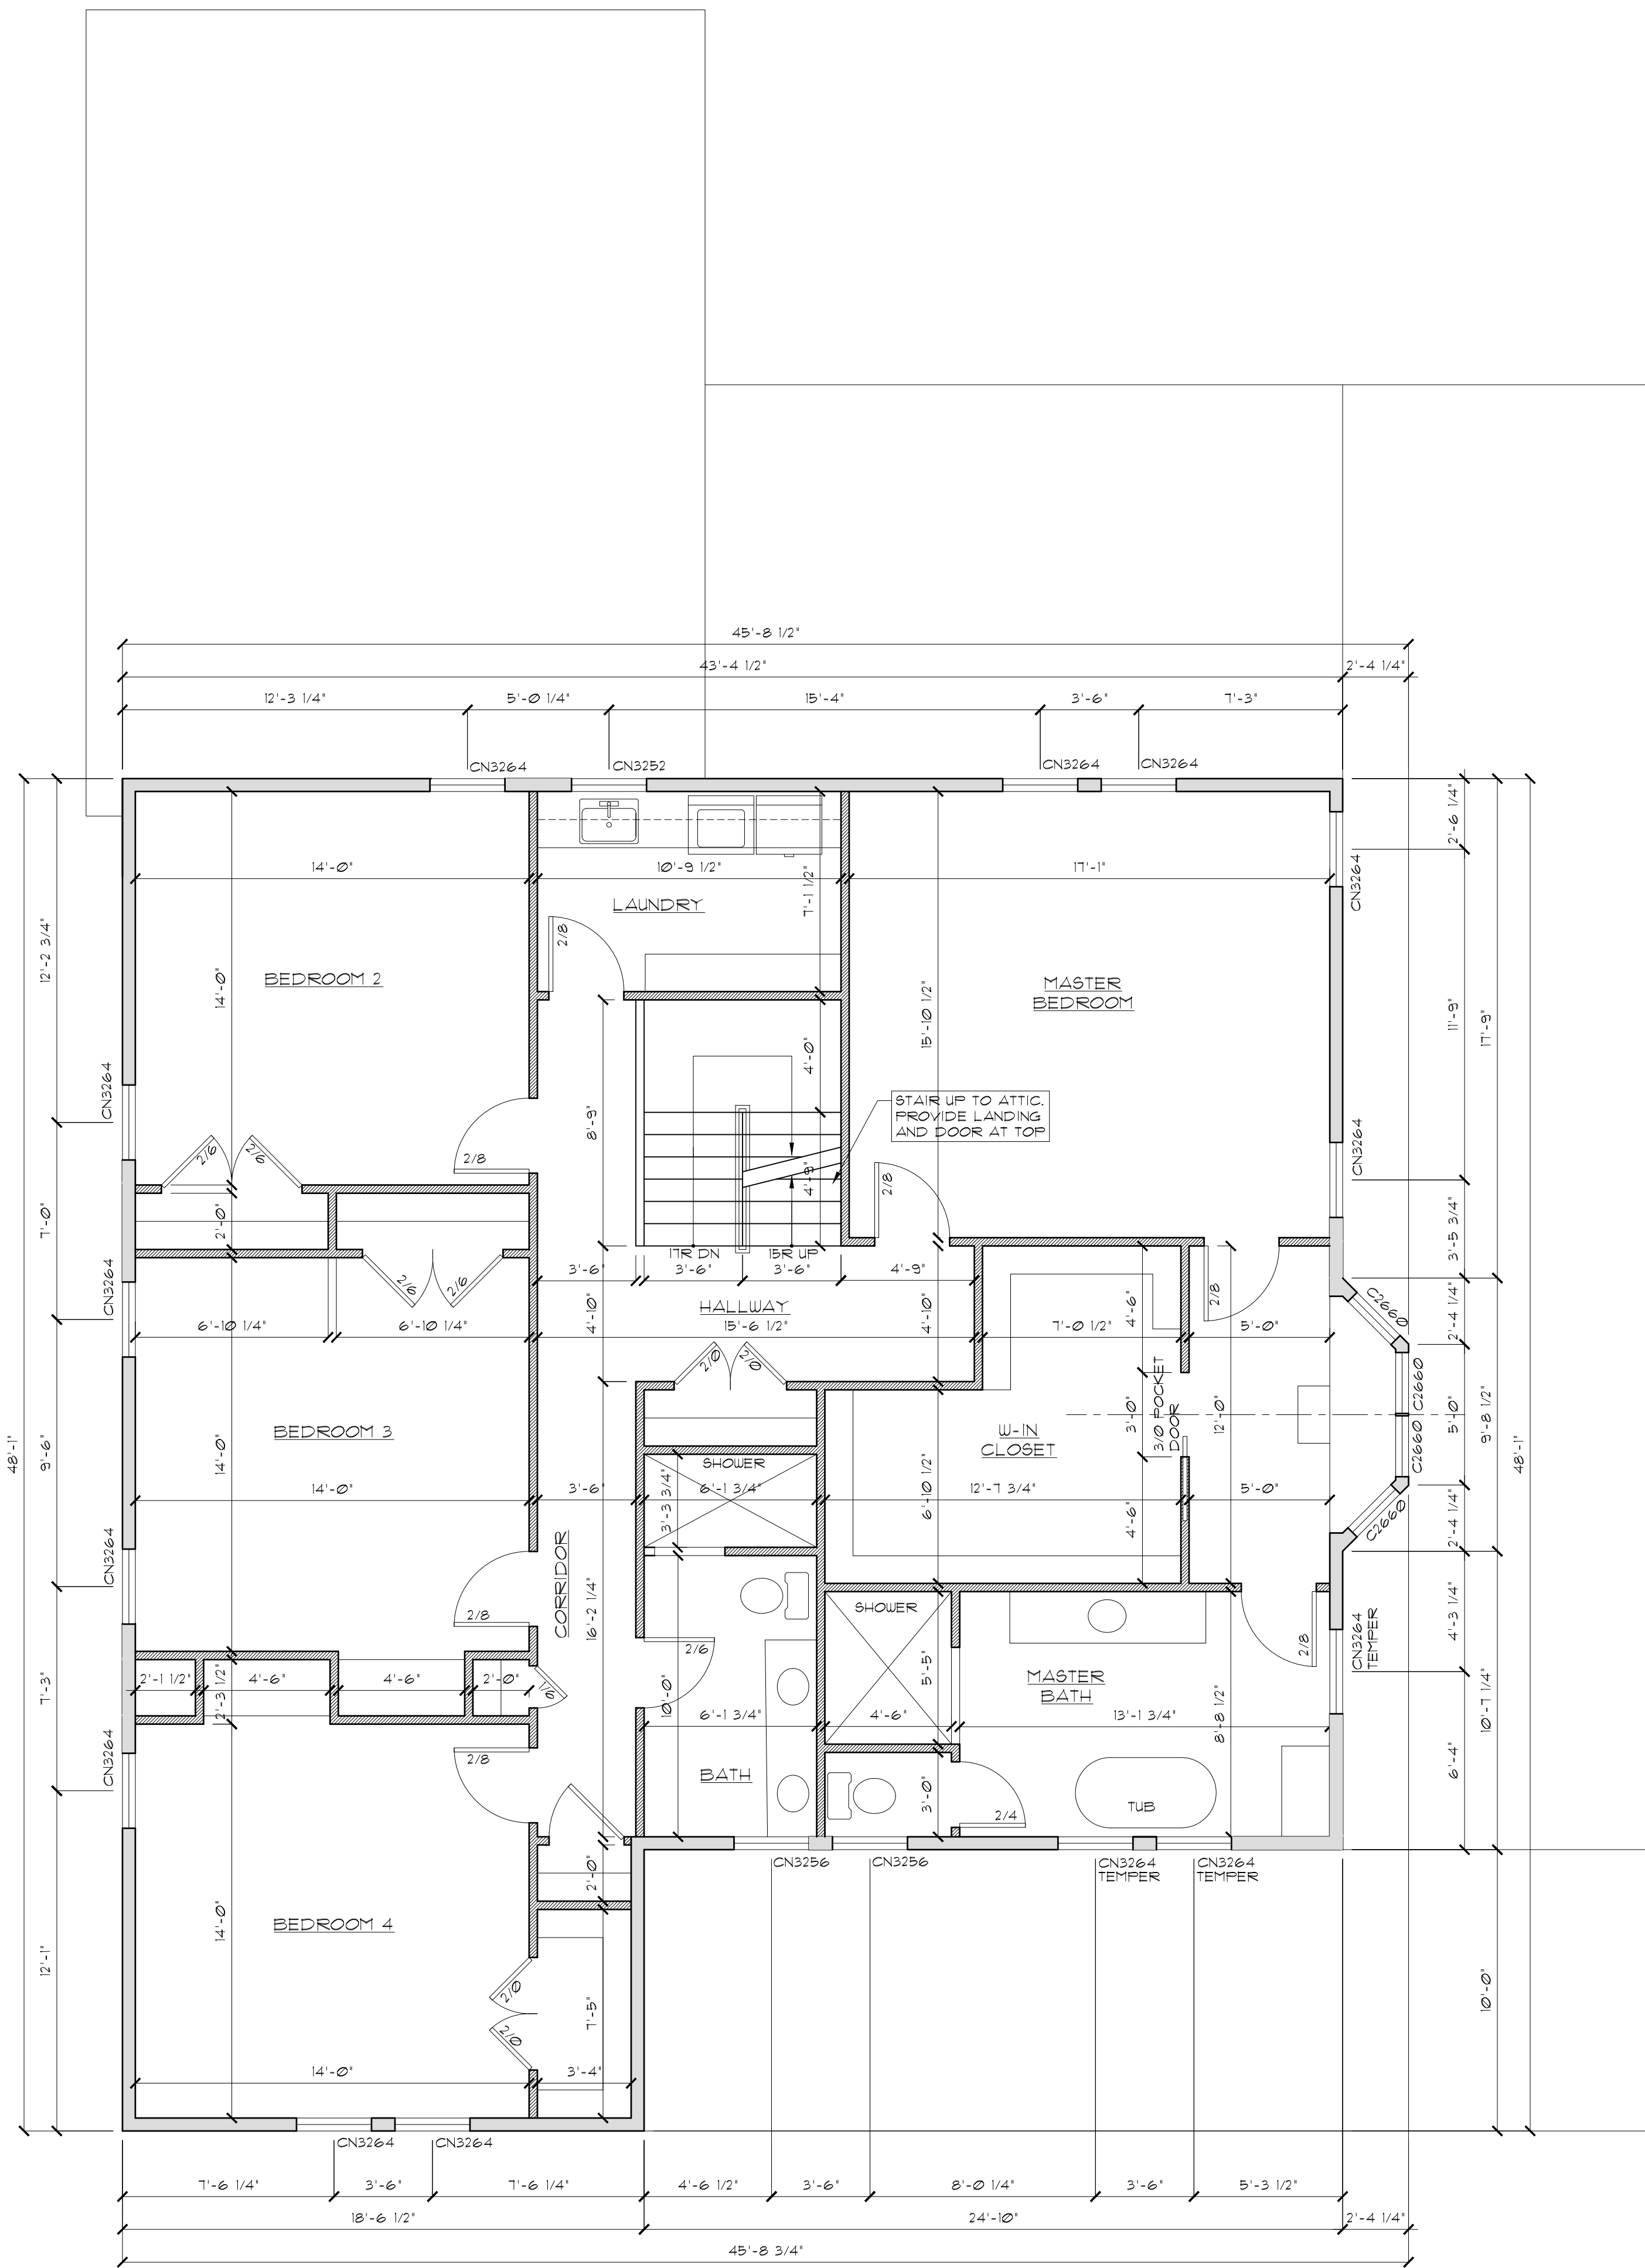 45'-8 1/2"
43'-4 1/2"
2'-4 1/4"
12'-3 1/4"
5'-0 1/4"
15'-4"
3'-6"
7'-3"
CN3264
CN3252
CN3264
CN3264
2'-6 1/4"
CN3264
14'-0"
10'-9 1/2"
7'-1 1/2"
17'-1"
LAUNDRY
2/8
12'-2 3/4"
14'-0"
BEDROOM 2
MASTER
BEDROOM
15'-10 1/2"
11'-9"
17'-9"
4'-0"
8'-9"
STAIR UP TO ATTIC.
PROVIDE LANDING
AND DOOR AT TOP
CN3264
CN3264
2/6
2/6
2/8
4'-9"
2/8
7'-0"
2'-0"
3'-5 3/4"
17R DN
15R UP
3'-6"
3'-6"
3'-6"
4'-9"
CN3264
2/6
2/6
2/8
HALLWAY
4'-10"
4'-10"
4'-6"
C2660
2'-4 1/4"
6'-10 1/4"
6'-10 1/4"
15'-6 1/2"
7'-0 1/2"
5'-0"
2/0
2/0
C2660
C2660
BEDROOM 3
W-IN
CLOSET
3'-0"
3/0 POCKET
DOOR
12'-0"
5'-0"
9'-8 1/2"
48'-1"
48'-1"
9'-6"
14'-0"
SHOWER
14'-0"
3'-6"
3'-3 3/4"
6'-1 3/4"
6'-10 1/2"
12'-7 3/4"
4'-6"
5'-0"
C2660
2'-4 1/4"
CN3264
CORRIDOR
16'-2 1/4"
2/8
SHOWER
2/6
2/8
CN3264
TEMPER
4'-3 1/4"
2'-1 1/2"
2'-3 1/2"
4'-6"
4'-6"
2'-0"
1/6
7'-3"
10'-0"
5'-5"
MASTER
BATH
6'-1 3/4"
4'-6"
13'-1 3/4"
8'-8 1/2"
10'-7 1/4"
CN3264
2/8
BATH
6'-4"
3'-0"
2/4
TUB
CN3256
CN3256
CN3264
TEMPER
CN3264
TEMPER
2'-0"
BEDROOM 4
14'-0"
12'-1"
2/0
2/0
7'-5"
10'-0"
14'-0"
3'-4"
CN3264
CN3264
7'-6 1/4"
3'-6"
7'-6 1/4"
4'-6 1/2"
3'-6"
8'-0 1/4"
3'-6"
5'-3 1/2"
18'-6 1/2"
24'-10"
2'-4 1/4"
45'-8 3/4"